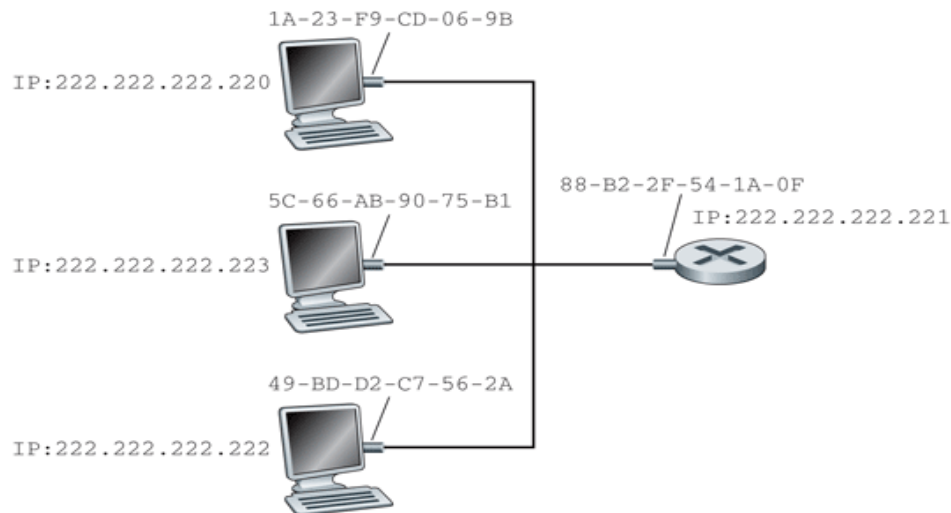 1A-23-F9-CD-06-9B
IP:222.222.222.220
5C-66-AB-90-75-B1
88-B2-2F-54-1A-0F
IP:222.222.222.221
IP:222.222.222.223
49-BD-D2-C7-56-2A
IP:222.222.222.222